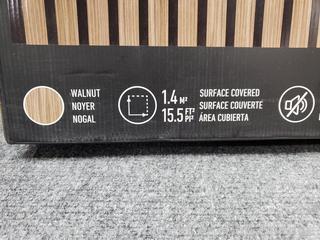 WALNUT
NOYER
NOGAL
1.4 M²
15.5 FT²
PI²
SURFACE COVERED
SURFACE COUVERTE
ÁREA CUBIERTA